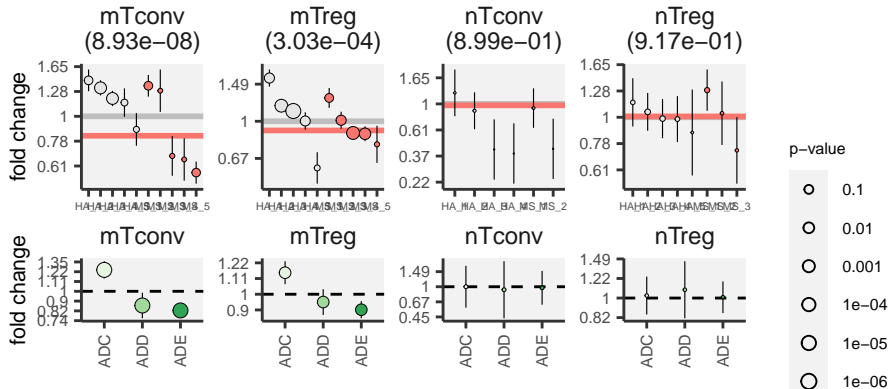 mTconv
(8.93e−08)
mTreg
(3.03e−04)
nTconv
(8.99e−01)
nTreg
(9.17e−01)
fold change
1.65
1.28
1
0.78
0.61
1.49
1
0.67
1.65
1
0.61
0.37
0.22
1.65
1.28
1
0.78
0.61
MS_5
MS_2
MS_3
p-value
0.1
0.01
0.001
1e−04
1e−05
1e−06
mTconv
mTreg
nTconv
nTreg
fold change
1.35
1.22
1.1
1
0.9
0.82
0.74
1.22
1.11
1
0.9
1.49
1
0.67
0.45
1.49
1.22
1
0.82
ADC
ADD
ADE
ADC
ADD
ADE
ADC
ADD
ADE
ADC
ADD
ADE